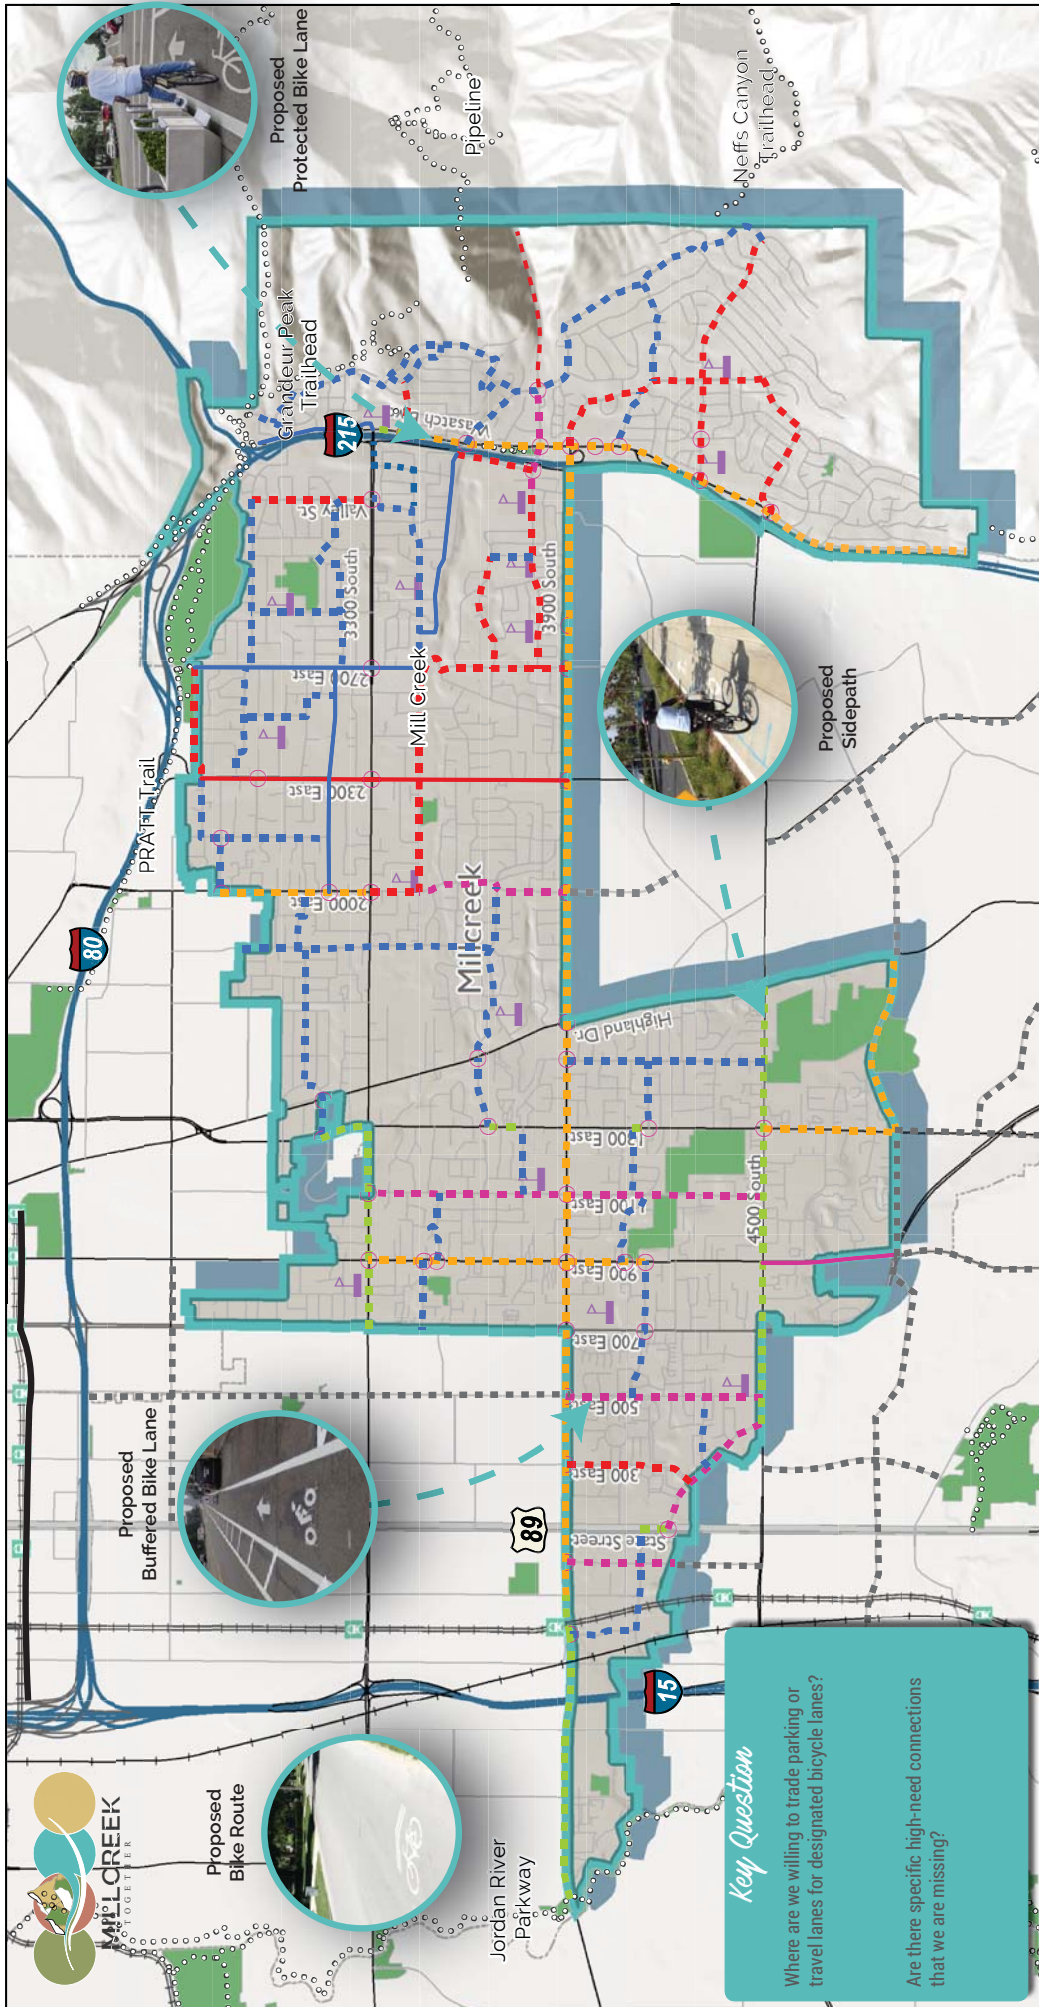 MILLCREEK
TOGETHER
Proposed
Bike Route
Jordan River
Parkway
Key Question
Where are we willing to trade parking or
travel lanes for designated bicycle lanes?
Are there specific high-need connections
that we are missing?
15
89
Proposed
Buffered Bike Lane
State Street
300 East
500 East
700 East
900 East
1100 East
1300 East
4500 South
Highland Dr.
80
PRATT Trail
Millcreek
2000 East
2300 East
2700 East
Mill Creek
3300 South
3900 South
Valley St.
Proposed
Sidepath
215
Wasatch Blvd
Grandeur Peak
Trailhead
Proposed
Protected Bike Lane
Pipeline
Neffs Canyon
Trailhead